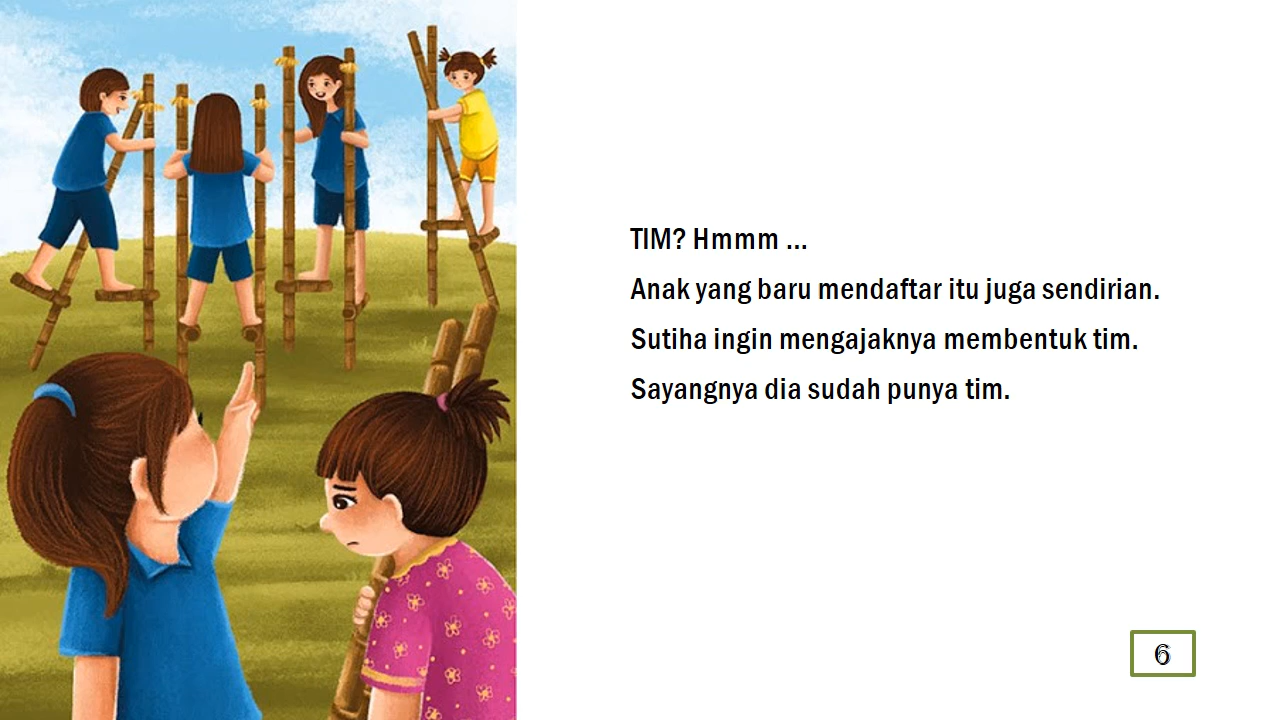 TIM? Hmmm ...
Anak yang baru mendaftar itu juga sendirian.
Sutiha ingin mengajaknya membentuk tim.
Sayangnya dia sudah punya tim.
6